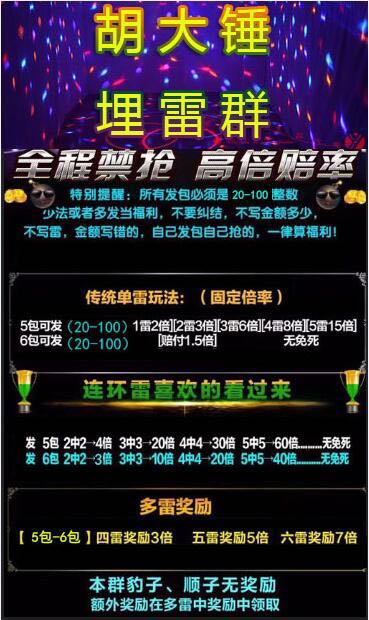 胡大锤
埋雷群
全程禁抢 高倍赔率
特别提醒：所有发包必须是 20-100 整数
少法或者多发当福利，不要纠结，不写金额多少，
不写雷，金额写错的，自己发包自己抢的，一律算福利！
传统单雷玩法：（固定倍率）
5包可发（20-100）1雷2倍][2雷3倍][3雷6倍][4雷8倍][5雷15倍]
6包可发（20-100） [赔付1.5倍] 无免死
连环雷喜欢的看过来
发 5包 2中2→4倍 3中3→20倍 4中4→30倍 5中5→60倍..........无免死
发 6包 2中2→3倍 3中3→10倍 4中4→20倍 5中5→40倍..........无免死
多雷奖励
【5包-6包】四雷奖励3倍 五雷奖励5倍 六雷奖励7倍
本群豹子、顺子无奖励
额外奖励在多雷中奖励中领取